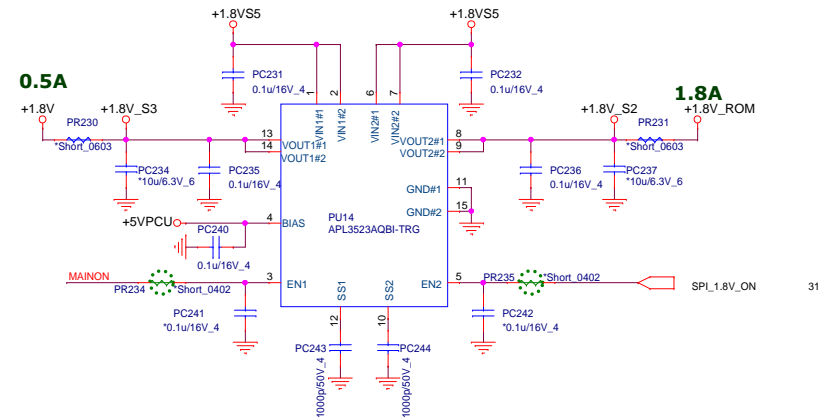 +1.8VS5
+1.8VS5
PC231
0.1u/16V_4
PC232
0.1u/16V_4
0.5A
1.8A
+1.8V
+1.8V_S3
+1.8V_S2
+1.8V_ROM
PR230
*Short_0603
PR231
*Short_0603
1
2
6
7
VIN1#1
VIN1#2
VIN2#1
VIN2#2
13
VOUT1#1
14
VOUT1#2
VOUT2#1
8
VOUT2#2
9
PC234
*10u/6.3V_6
PC235
0.1u/16V_4
PC236
0.1u/16V_4
PC237
*10u/6.3V_6
GND#1
11
GND#2
15
+5VPCU
4
BIAS
PU14
APL3523AQBI-TRG
PC240
0.1u/16V_4
MAINON
PR234
*Short_0402
3
EN1
EN2
5
PR235
*Short_0402
SPI_1.8V_ON
31
SS1
SS2
12
10
PC241
*0.1u/16V_4
PC242
*0.1u/16V_4
PC243
1000p/50V_4
PC244
1000p/50V_4